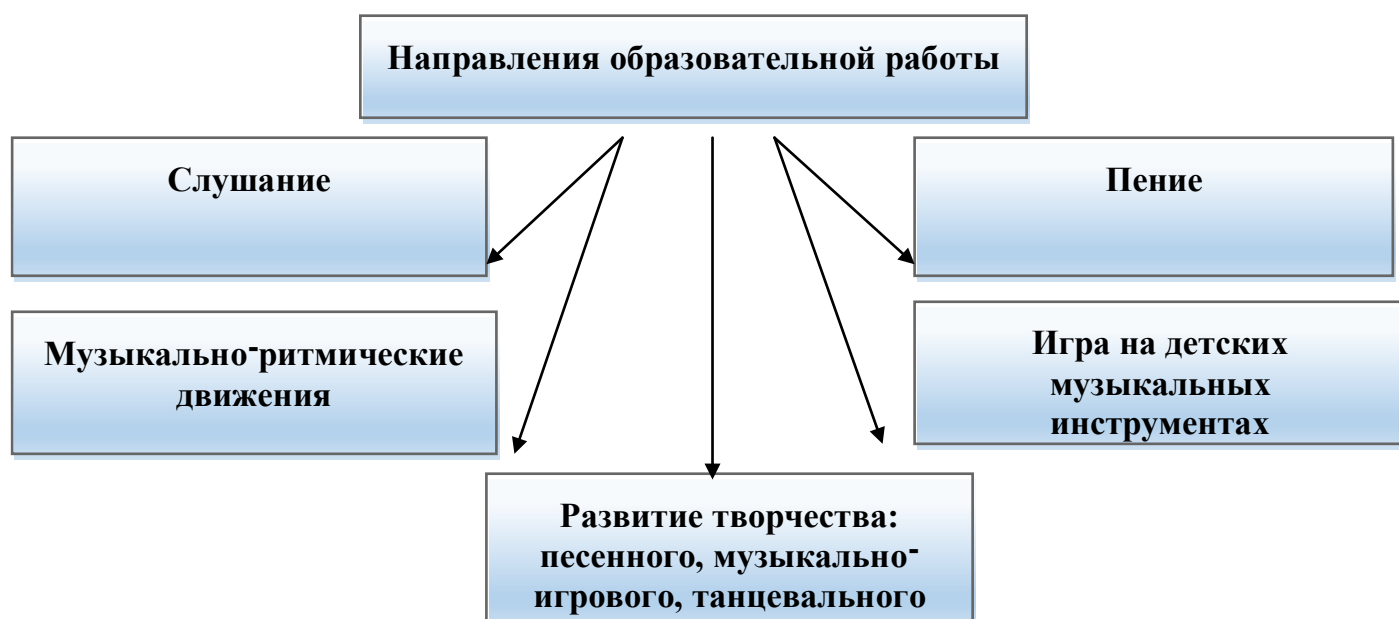 Направления образовательной работы
Слушание
Пение
Музыкально-ритмические
движения
Игра на детских
музыкальных
инструментах
Развитие творчества:
песенного, музыкально-
игрового, танцевального